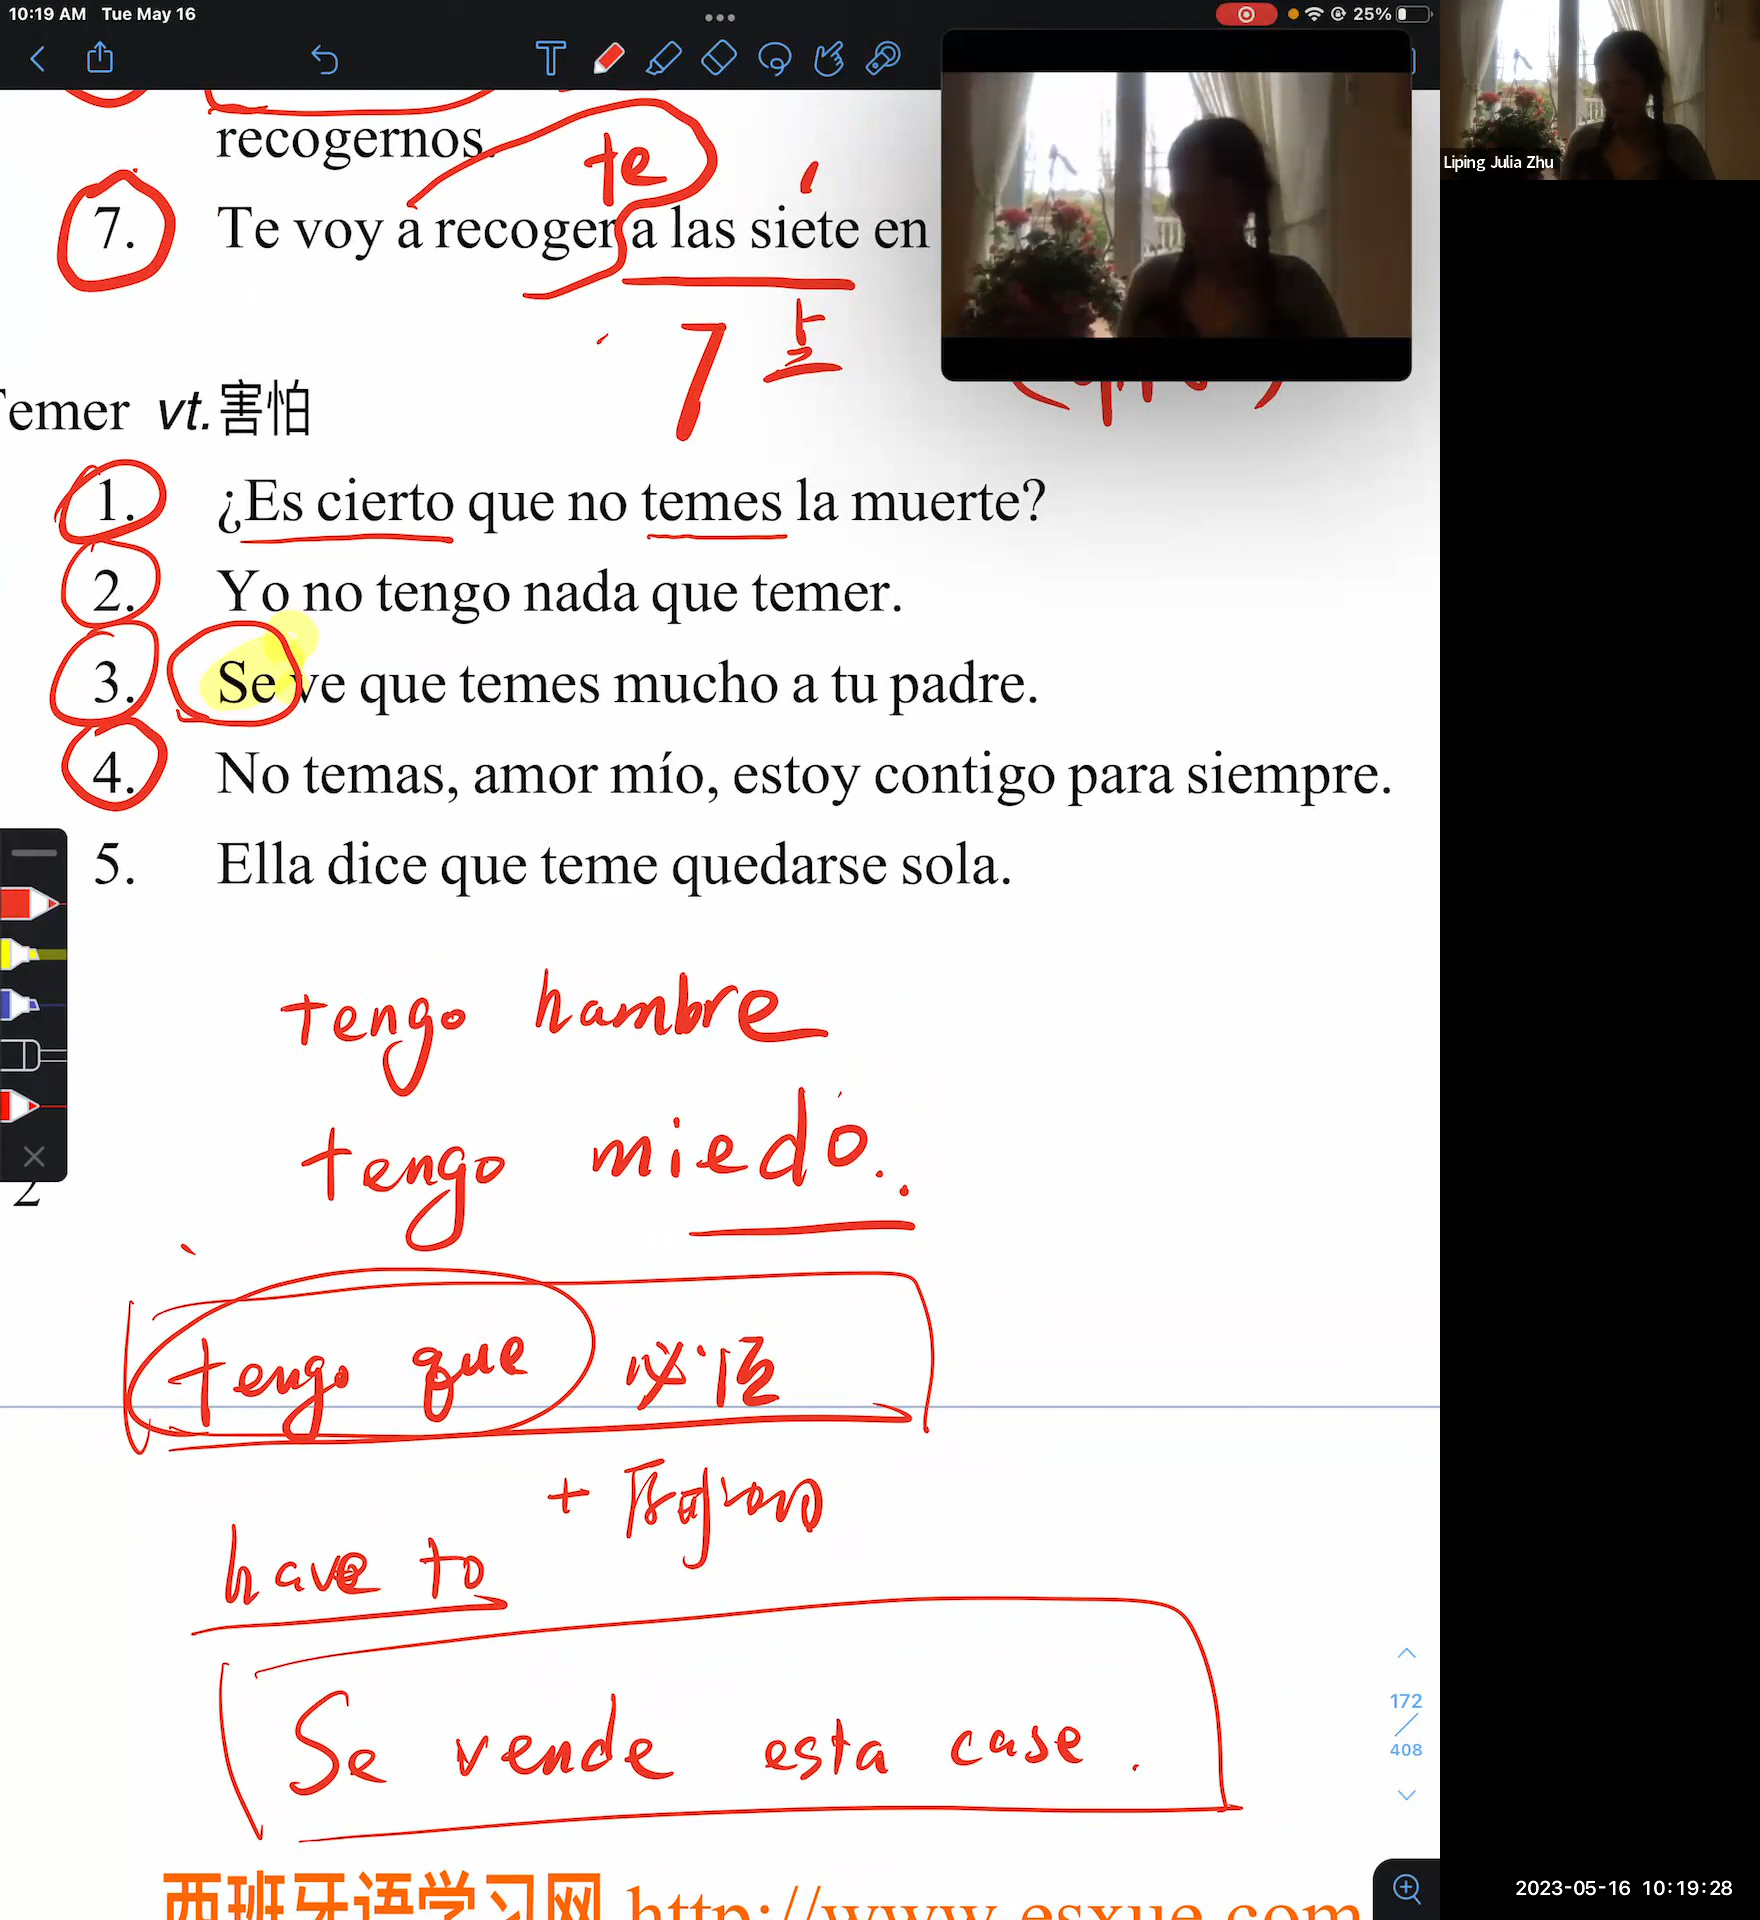 10:19 AM Tue May 16
25%
Liping Julia Zhu
recogernos.
te
7. Te voy a recoger a las siete en
7 点
Temer vt.害怕
1. ¿Es cierto que no temes la muerte?
2. Yo no tengo nada que temer.
3. Se ve que temes mucho a tu padre.
4. No temas, amor mío, estoy contigo para siempre.
5. Ella dice que teme quedarse sola.
tengo hambre
tengo miedo.
2
tengo que 必须
have to
Se vende esta case.
172
408
西班牙语学习网 http://www.esxue.com
2023-05-16 10:19:28